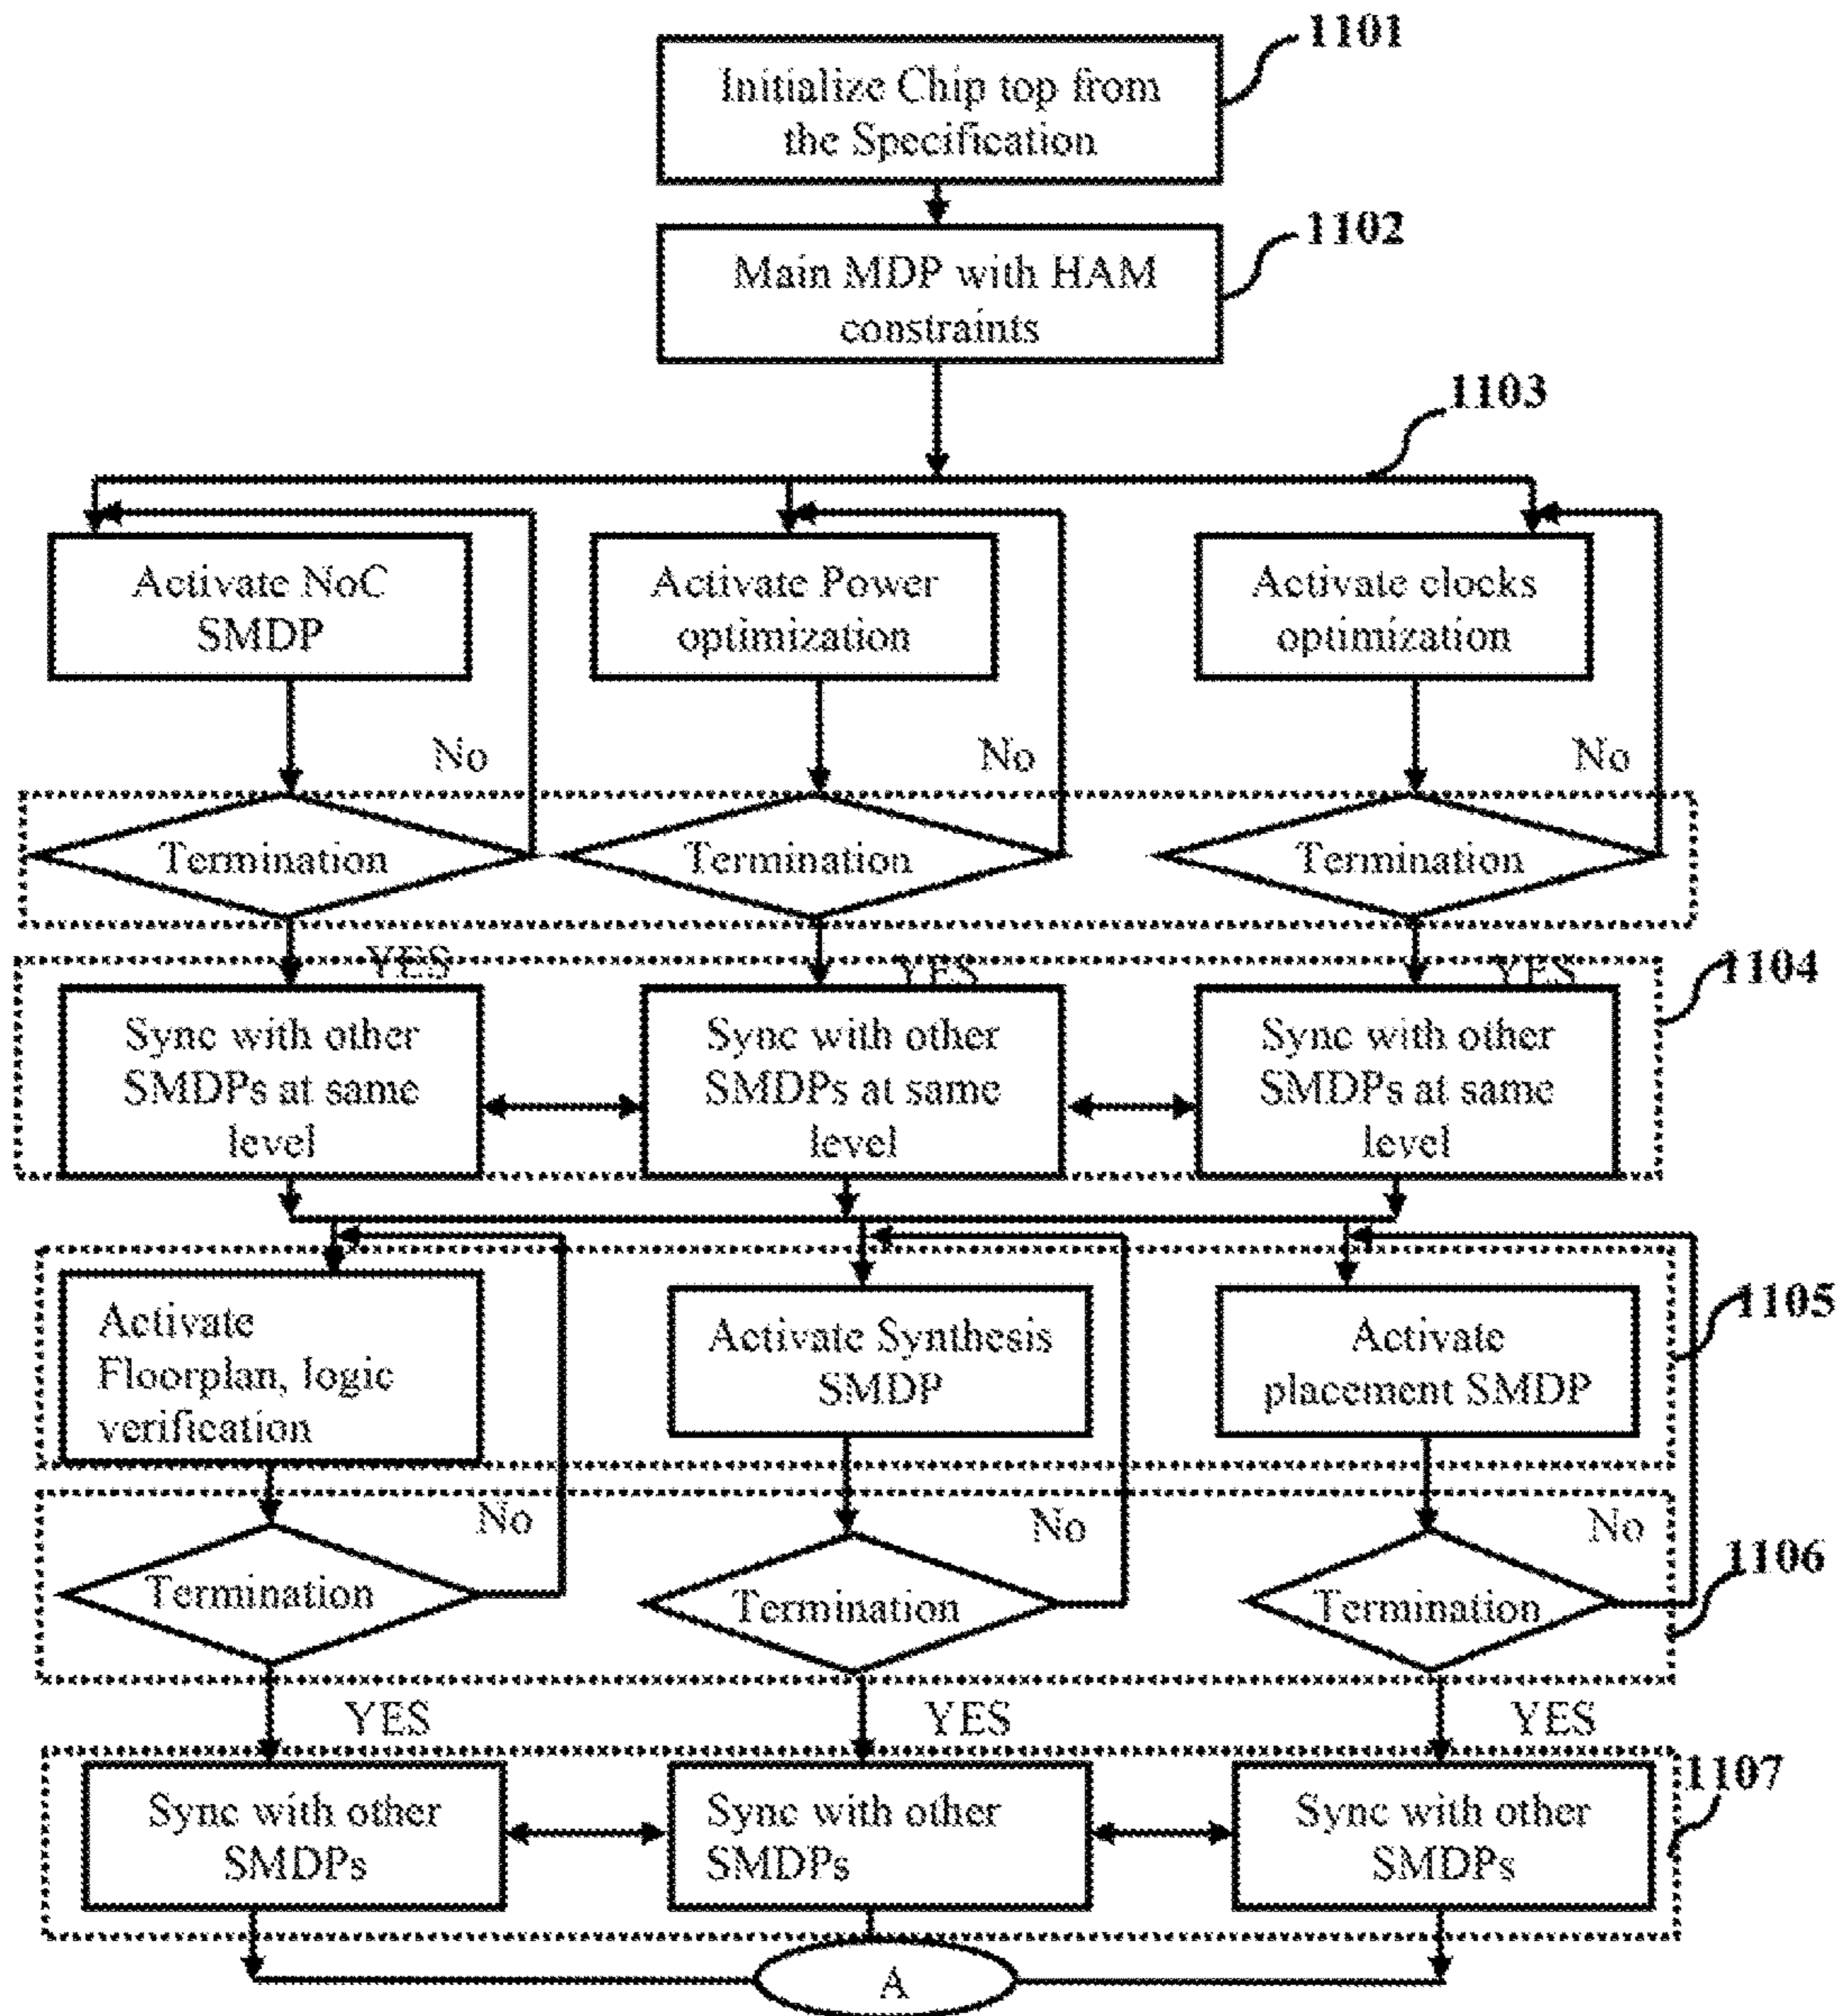 1101
Initialize Chip top from
the Specification
1102
Main MDP with HAM
constraints
1103
Activate NoC
SMDP
Activate Power
optimization
Activate clocks
optimization
No
No
No
Termination
Termination
Termination
YES
YES
YES
1104
Sync with other
SMDPs at same
level
Sync with other
SMDPs at same
level
Sync with other
SMDPs at same
level
1105
Activate
Floorplan, logic
verification
Activate Synthesis
SMDP
Activate
placement SMDP
No
No
No
1106
Termination
Termination
Termination
YES
YES
YES
1107
Sync with other
SMDPs
Sync with other
SMDPs
Sync with other
SMDPs
A